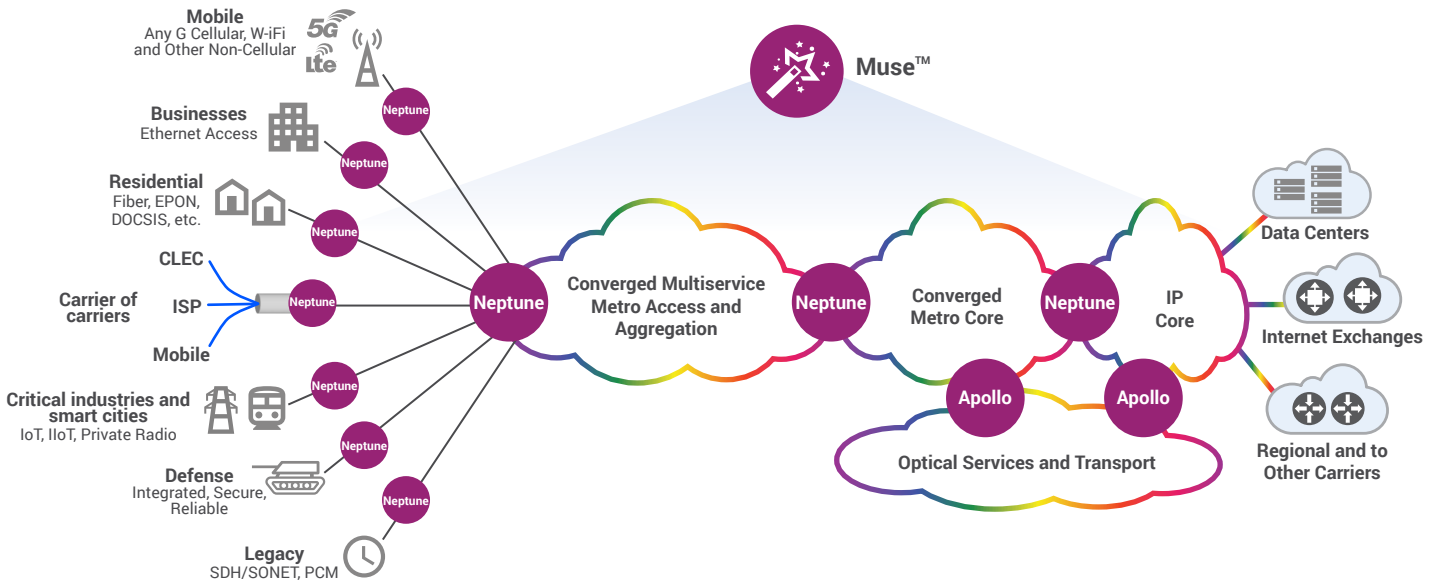 Mobile
Any G Cellular, W-iFi
and Other Non-Cellular
5G
lte
Neptune
Muse™
Businesses
Ethernet Access
Neptune
Residential
Fiber, EPON,
DOCSIS, etc.
Neptune
CLEC
Carrier of
carriers
ISP
Mobile
Neptune
Critical industries and
smart cities
IoT, IIoT, Private Radio
Neptune
Defense
Integrated, Secure,
Reliable
Neptune
Legacy
SDH/SONET, PCM
Neptune
Neptune
Converged Multiservice
Metro Access and
Aggregation
Neptune
Converged
Metro Core
Neptune
IP
Core
Apollo
Apollo
Optical Services and Transport
Data Centers
Internet Exchanges
Regional and to
Other Carriers